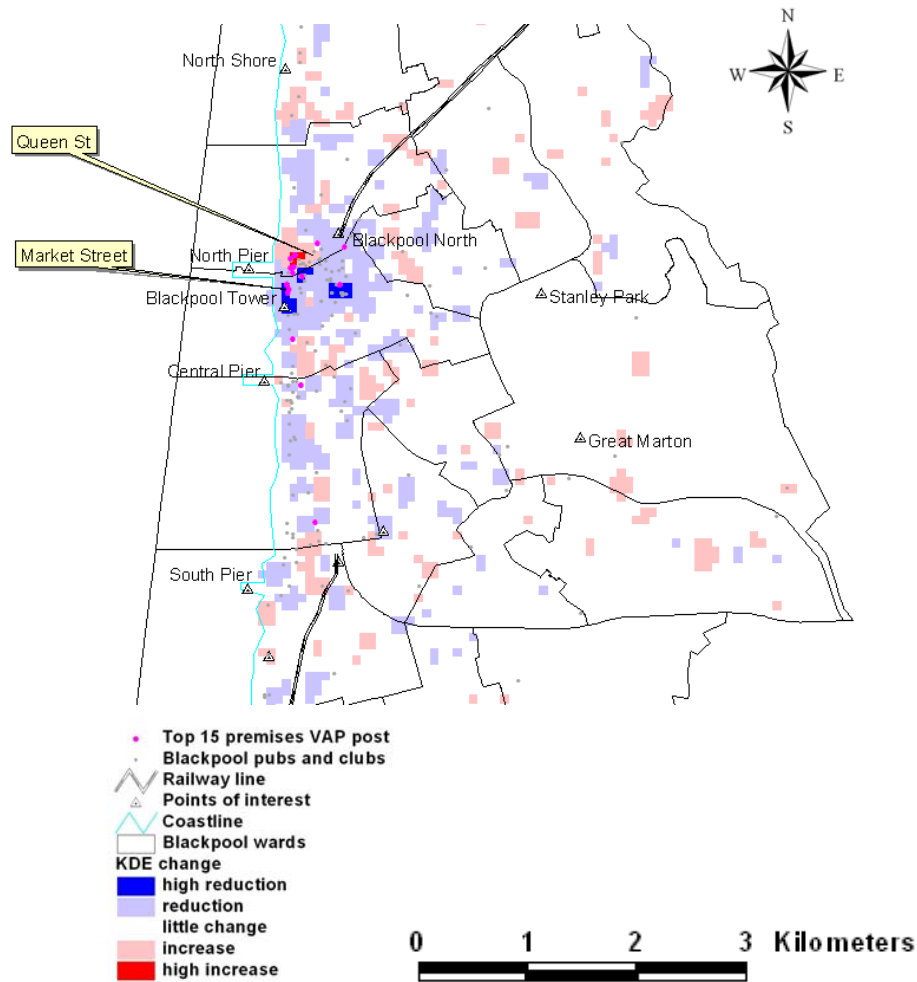 N
W E
S
North Shore
Queen St
Blackpool North
Market Street
North Pier
Blackpool Tower
Stanley Park
Central Pier
Great Marton
South Pier
Top 15 premises VAP post
Blackpool pubs and clubs
Railway line
Points of interest
Coastline
Blackpool wards
KDE change
high reduction
reduction
little change
increase
high increase
0 1 2 3 Kilometers